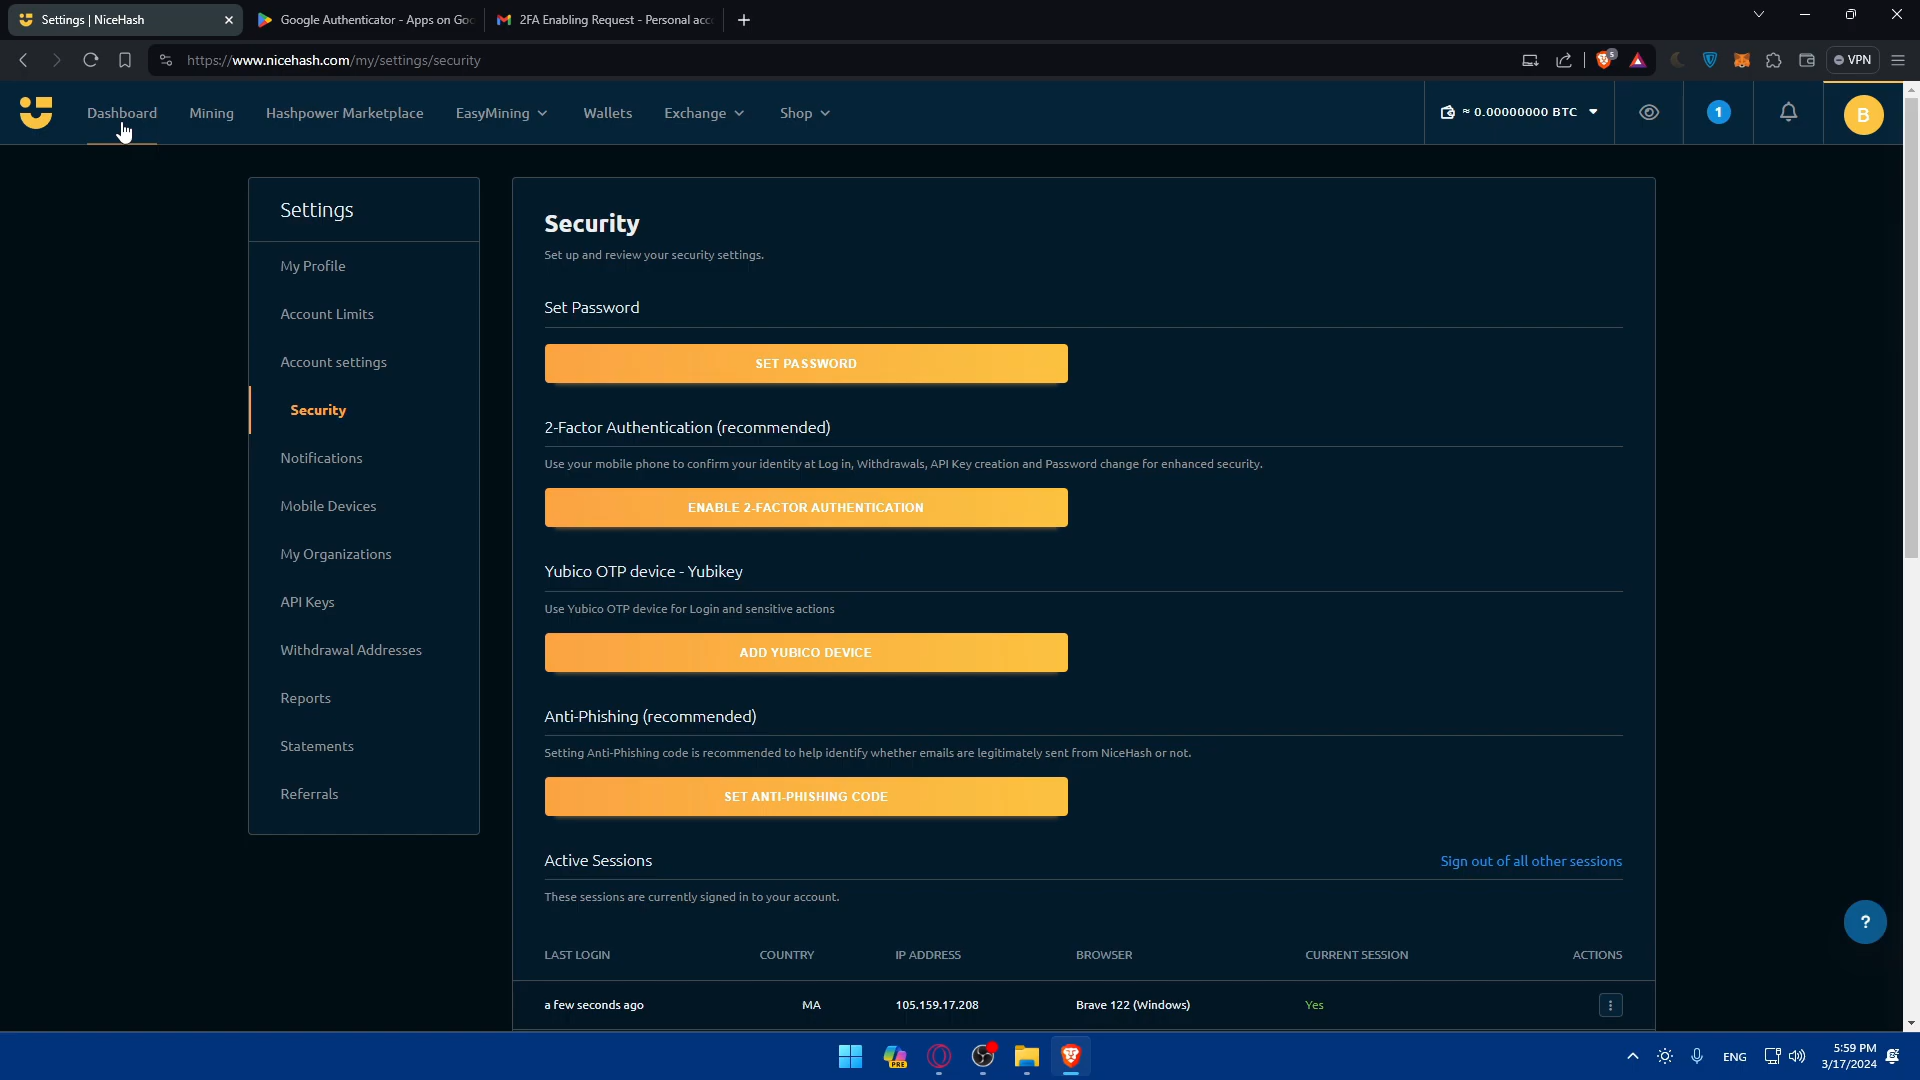 Settings | NiceHash
Google Authenticator - Apps on Goo
2FA Enabling Request - Personal acc
https://www.nicehash.com/my/settings/security
5
VPN
Dashboard
Mining
Hashpower Marketplace
EasyMining
Wallets
Exchange
Shop
≈ 0.00000000 BTC
1
B
Settings
My Profile
Account Limits
Account settings
Security
Notifications
Mobile Devices
My Organizations
API Keys
Withdrawal Addresses
Reports
Statements
Referrals
Security
Set up and review your security settings.
Set Password
SET PASSWORD
2-Factor Authentication (recommended)
Use your mobile phone to confirm your identity at Log in, Withdrawals, API Key creation and Password change for enhanced security.
ENABLE 2-FACTOR AUTHENTICATION
Yubico OTP device - Yubikey
Use Yubico OTP device for Login and sensitive actions
ADD YUBICO DEVICE
Anti-Phishing (recommended)
Setting Anti-Phishing code is recommended to help identify whether emails are legitimately sent from NiceHash or not.
SET ANTI-PHISHING CODE
Active Sessions
Sign out of all other sessions
These sessions are currently signed in to your account.
LAST LOGIN COUNTRY IP ADDRESS BROWSER CURRENT SESSION ACTIONS
a few seconds ago MA 105.159.17.208 Brave 122 (Windows) Yes
?
PRE
ENG
5:59 PM
3/17/2024